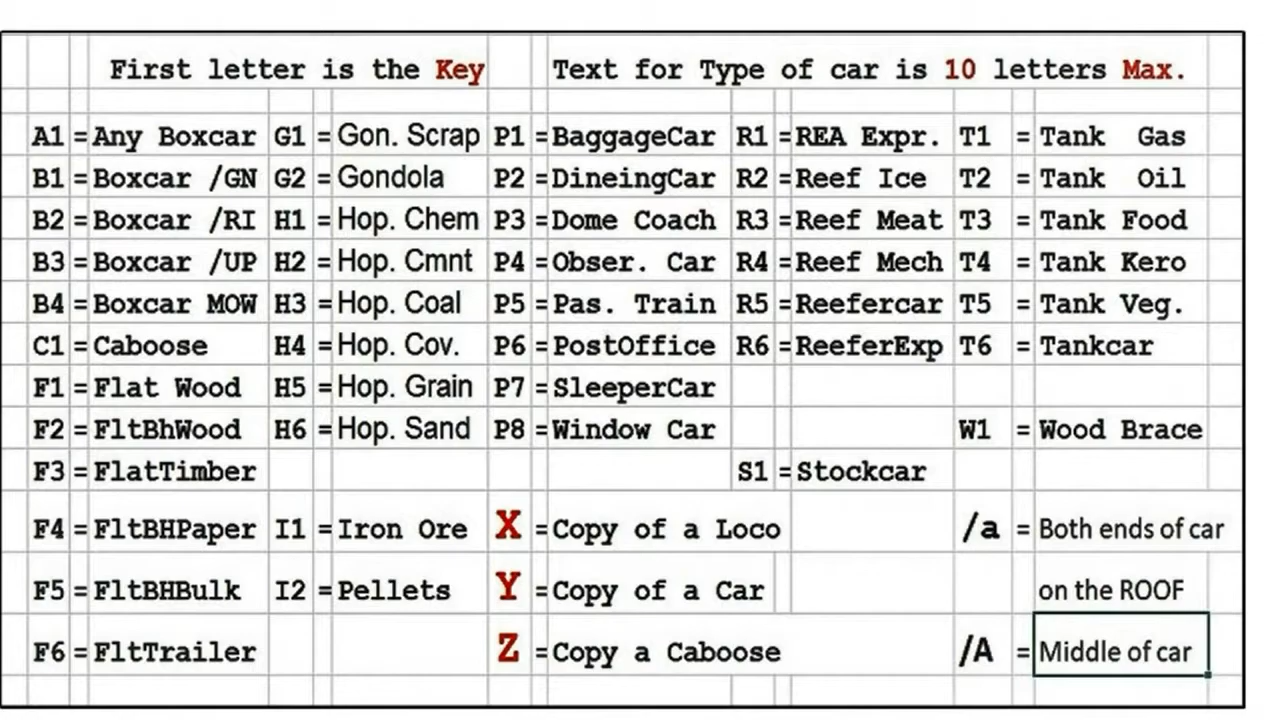 First letter is the Key Text for Type of car is 10 letters Max.
A1 = Any Boxcar G1 = Gon. Scrap P1 = BaggageCar R1 = REA Expr. T1 = Tank Gas
B1 = Boxcar /GN G2 = Gondola P2 = DineingCar R2 = Reef Ice T2 = Tank Oil
B2 = Boxcar /RI H1 = Hop. Chem P3 = Dome Coach R3 = Reef Meat T3 = Tank Food
B3 = Boxcar /UP H2 = Hop. Cmnt P4 = Obser. Car R4 = Reef Mech T4 = Tank Kero
B4 = Boxcar MOW H3 = Hop. Coal P5 = Pas. Train R5 = Reefercar T5 = Tank Veg.
C1 = Caboose H4 = Hop. Cov. P6 = PostOffice R6 = ReeferExp T6 = Tankcar
F1 = Flat Wood H5 = Hop. Grain P7 = SleeperCar
F2 = FltBhWood H6 = Hop. Sand P8 = Window Car W1 = Wood Brace
F3 = FlatTimber S1 = Stockcar
F4 = FltBHPaper I1 = Iron Ore X = Copy of a Loco /a = Both ends of car
F5 = FltBHBulk I2 = Pellets Y = Copy of a Car on the ROOF
F6 = FltTrailer Z = Copy a Caboose /A = Middle of car